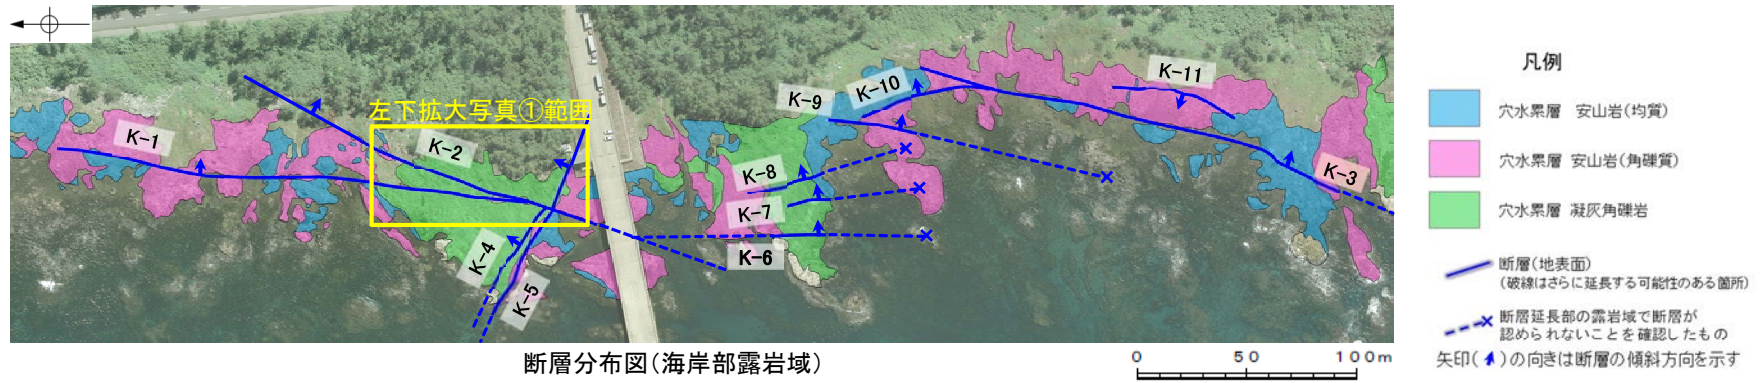 左下拡大写真①範囲
K-1
K-2
K-4
K-5
K-9
K-10
K-11
K-8
K-7
K-6
K-3
断層分布図(海岸部露岩域)
0 50 100m
凡例
穴水累層 安山岩(均質)
穴水累層 安山岩(角礫質)
穴水累層 凝灰角礫岩
断層(地表面)
(破線はさらに延長する可能性のある箇所)
断層延長部の露岩域で断層が
認められないことを確認したもの
矢印( )の向きは断層の傾斜方向を示す